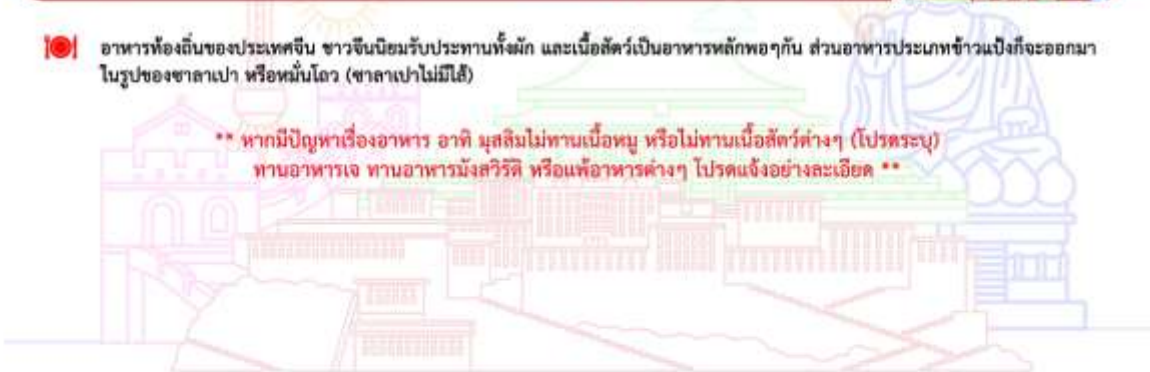 อาหารท้องถิ่นของประเทศจีน ชาวจีนนิยมรับประทานทั้งผัก และเนื้อสัตว์เป็นอาหารหลักพอๆกัน ส่วนอาหารประเภทข้าวแป้งก็จะออกมา
ในรูปของซาลาเปา หรือหมั่นโถว (ซาลาเปาไม่มีไส้)
** หากมีปัญหาเรื่องอาหาร อาทิ มุสลิมไม่ทานเนื้อหมู หรือไม่ทานเนื้อสัตว์ต่างๆ (โปรดระบุ)
ทานอาหารเจ ทานอาหารมังสวิรัติ หรือแพ้อาหารต่างๆ โปรดแจ้งอย่างละเอียด **